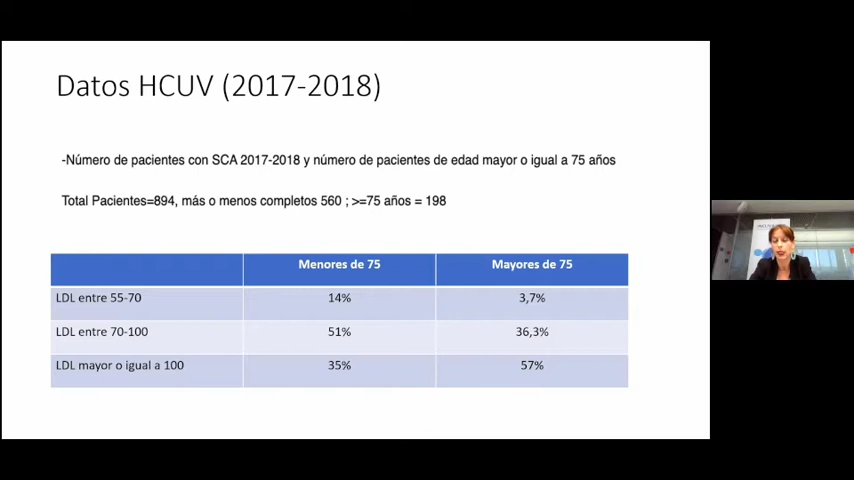 Datos HCUV (2017-2018)
-Número de pacientes con SCA 2017-2018 y número de pacientes de edad mayor o igual a 75 años
Total Pacientes=894, más o menos completos 560 ; >=75 años = 198
Menores de 75 Mayores de 75
LDL entre 55-70 14% 3,7%
LDL entre 70-100 51% 36,3%
LDL mayor o igual a 100 35% 57%